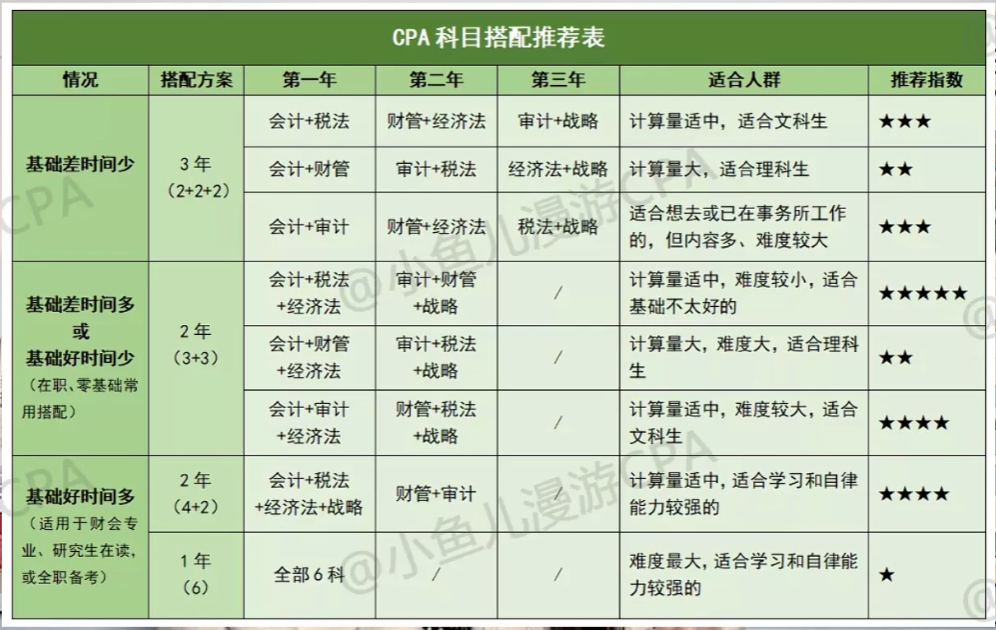 CPA科目搭配推荐表
情况 搭配方案 第一年 第二年 第三年 适合人群 推荐指数
基础差时间少
3年
（2+2+2）
会计+税法 财管+经济法 审计+战略 计算量适中，适合文科生 ★★★
会计+财管 审计+税法 经济法+战略 计算量大，适合理科生 ★★
会计+审计 财管+经济法 税法+战略 适合想去或已在事务所工作
的，但内容多、难度较大 ★★★
基础差时间多
或
基础好时间少
（在职、零基础常
用搭配）
2年
（3+3）
会计+税法
+经济法
审计+财管
+战略
/
计算量适中，难度较小，适合
基础不太好的
★★★★★
会计+财管
+经济法
审计+税法
+战略
/
计算量大，难度大，适合理科
生
★★
会计+审计
+经济法
财管+税法
+战略
/
计算量适中，难度较大，适合
文科生
★★★★
基础好时间多
（适用于财会专
业、研究生在读，
或全职备考）
2年
（4+2）
会计+税法
+经济法+战略
财管+审计
/
计算量适中，适合学习和自律
能力较强的
★★★★
1年
（6）
全部6科
/
/
难度最大，适合学习和自律能
力较强的
★
@小鱼儿漫游CPA
@小鱼儿漫游CPA
CPA
CPA
@
@
@